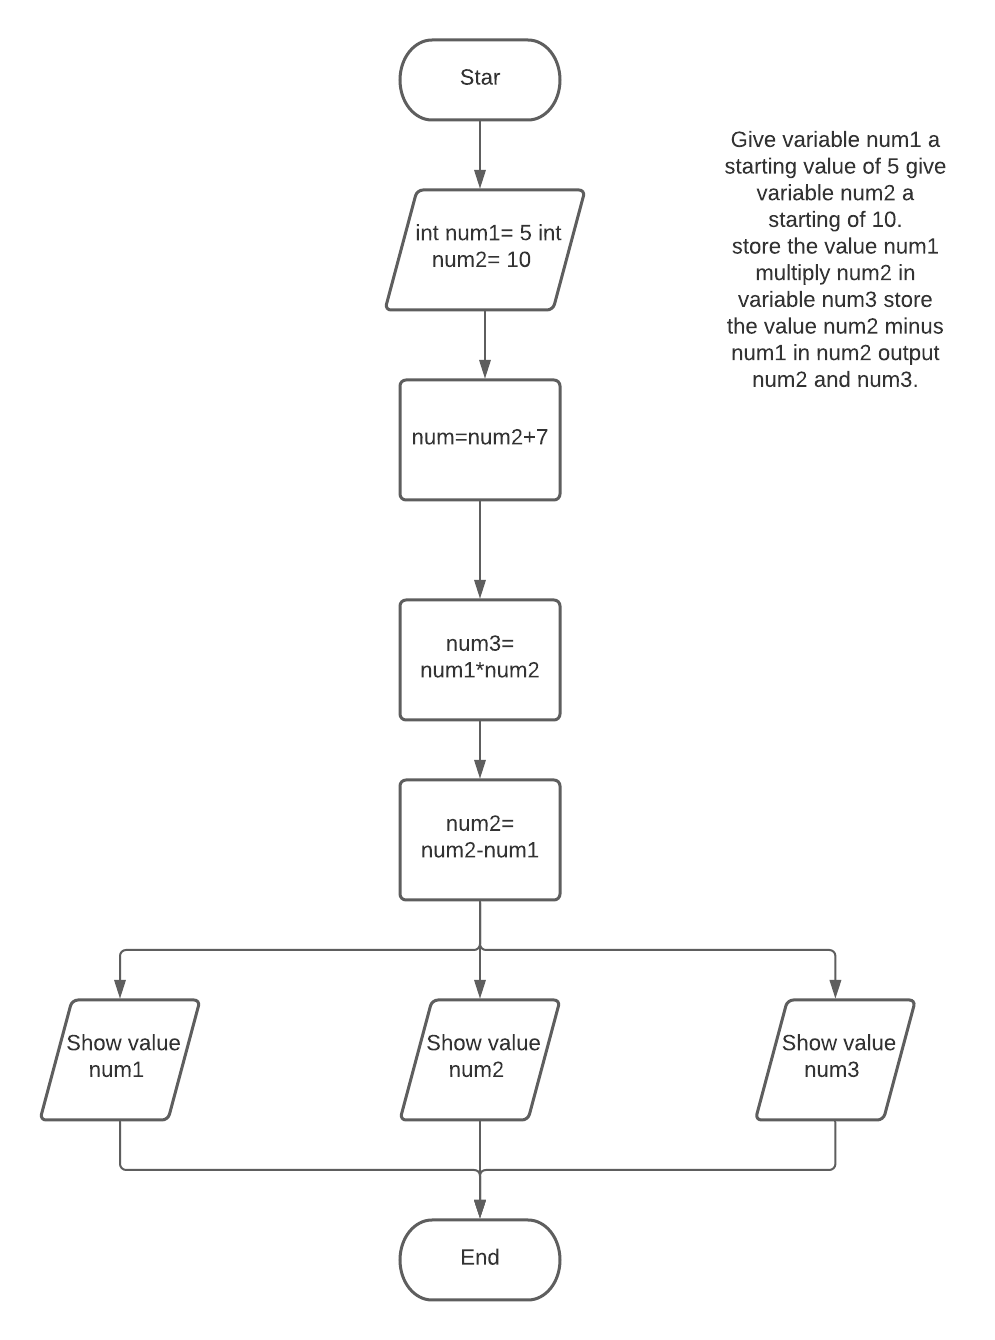 Star
Give variable num1 a
starting value of 5 give
variable num2 a
starting of 10.
store the value num1
multiply num2 in
variable num3 store
the value num2 minus
num1 in num2 output
num2 and num3.
int num1= 5 int
num2= 10
num=num2+7
num3=
num1*num2
num2=
num2-num1
Show value
num1
Show value
num2
Show value
num3
End